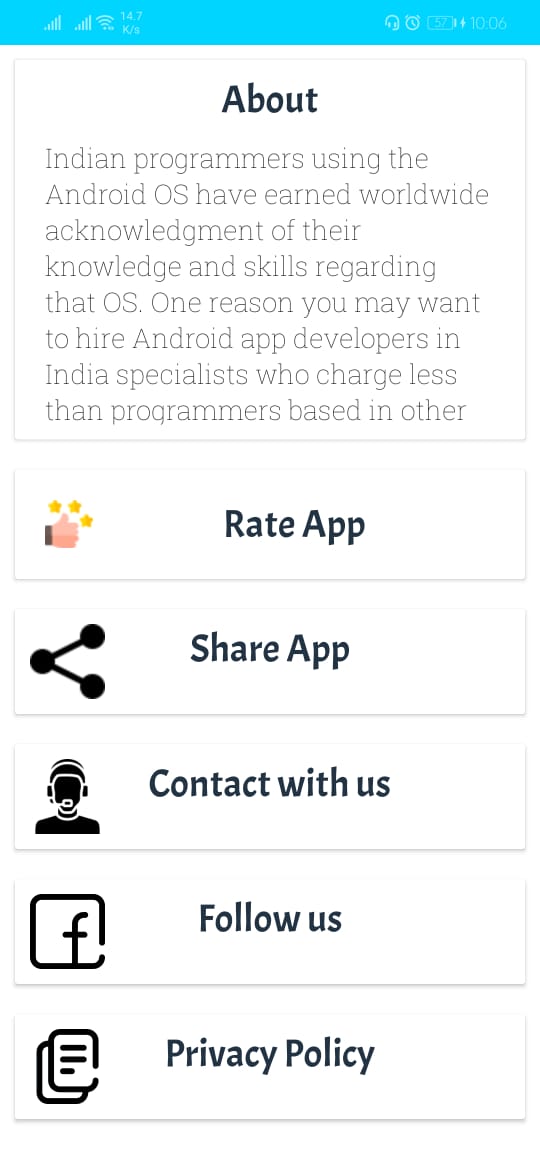 14.7
K/s
57
10:06
About
Indian programmers using the
Android OS have earned worldwide
acknowledgment of their
knowledge and skills regarding
that OS. One reason you may want
to hire Android app developers in
India specialists who charge less
than programmers based in other
Rate App
Share App
Contact with us
Follow us
Privacy Policy